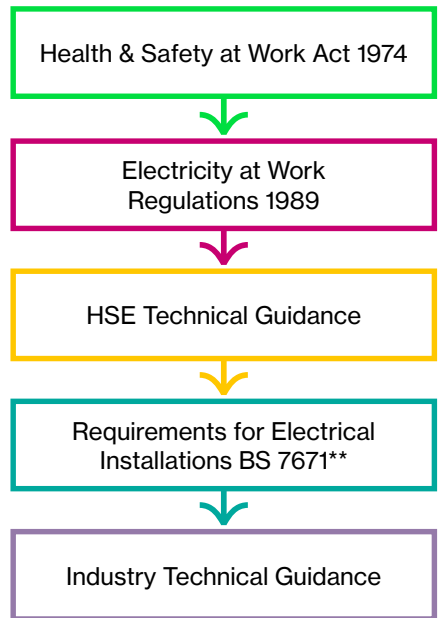 Health & Safety at Work Act 1974
Electricity at Work
Regulations 1989
HSE Technical Guidance
Requirements for Electrical
Installations BS 7671**
Industry Technical Guidance